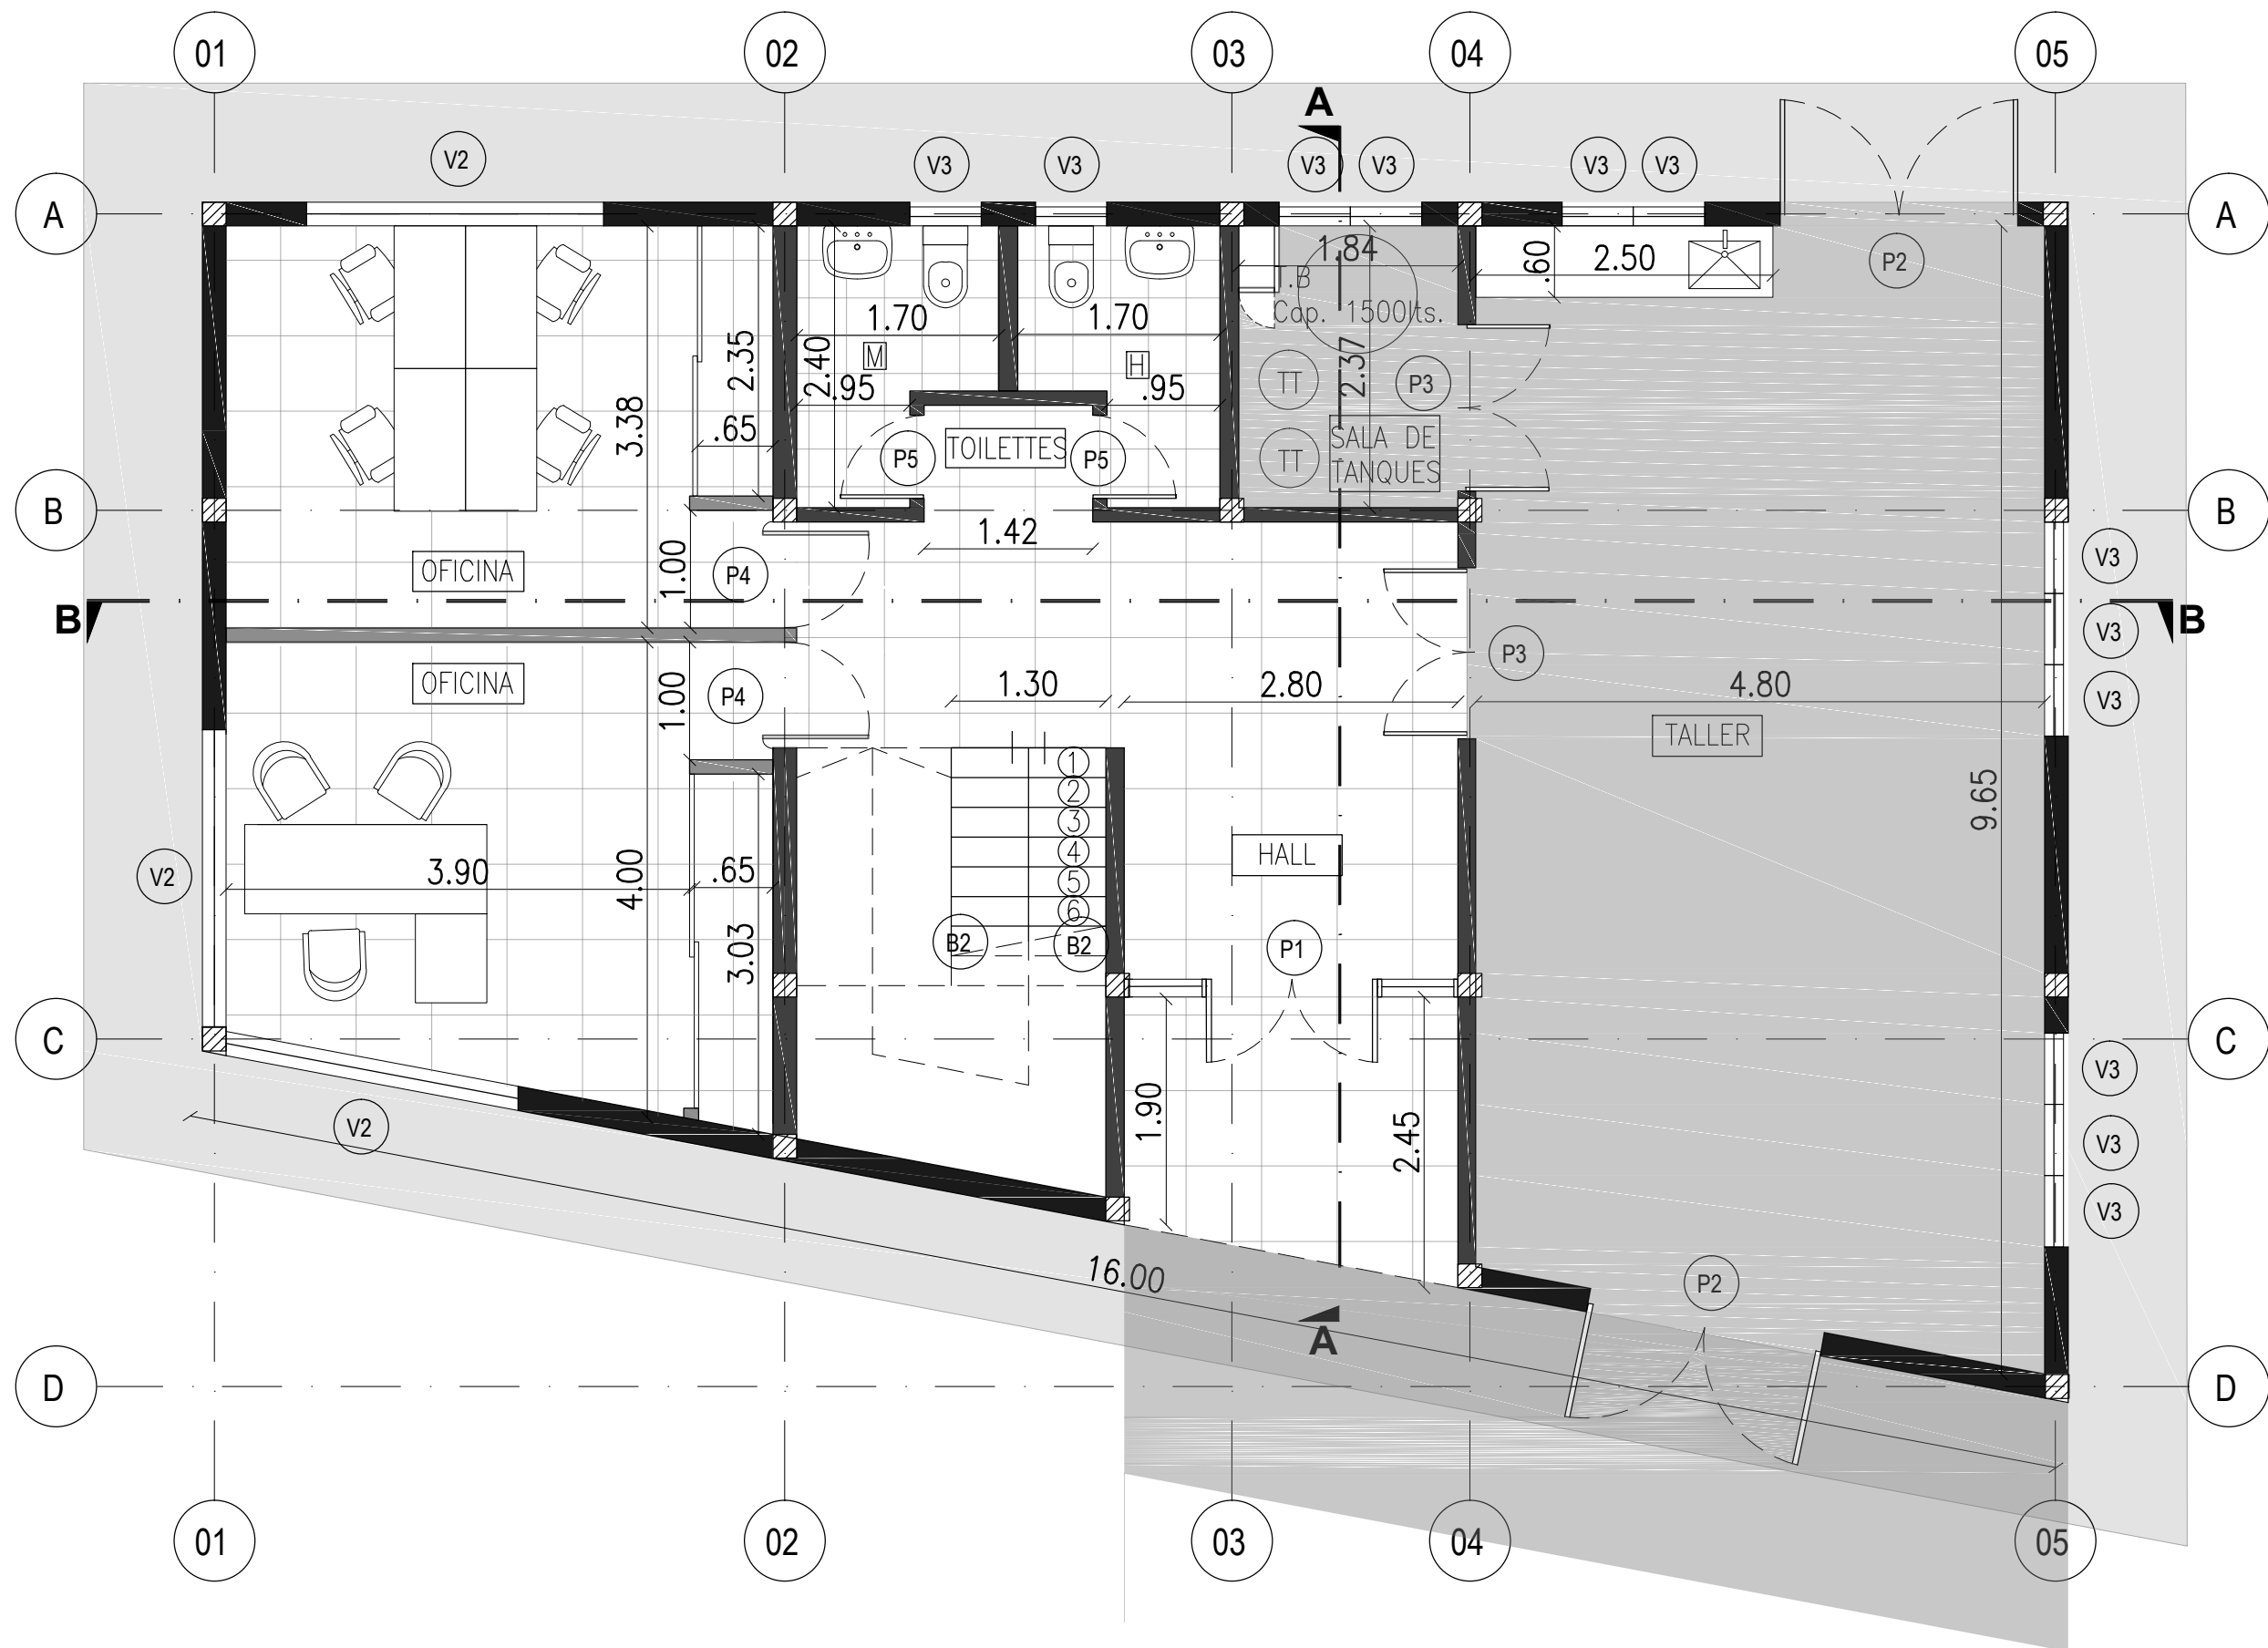 01 02 03 04 05
A
V2 V3 V3 V3 V3 V3 V3
A A
1.84 .60 2.50 P2
T.B
Cap. 1500lts.
1.70 1.70
M H
2.35 2.40 2.37
.95 .95 TT P3
3.38 .65
P5 TOILETTES P5 TT SALA DE
TANQUES
B B
1.42
OFICINA 1.00 P4 V3
B B
V3
P3
OFICINA 1.00 P4 1.30 2.80 4.80 V3
TALLER
1
2
3 9.65
4 HALL
V2 3.90 4.00 .65 5
6
3.03 B2 B2 P1
C C
V3
V2 1.90 2.45 V3
V3
16.00 P2
A
D D
01 02 03 04 05